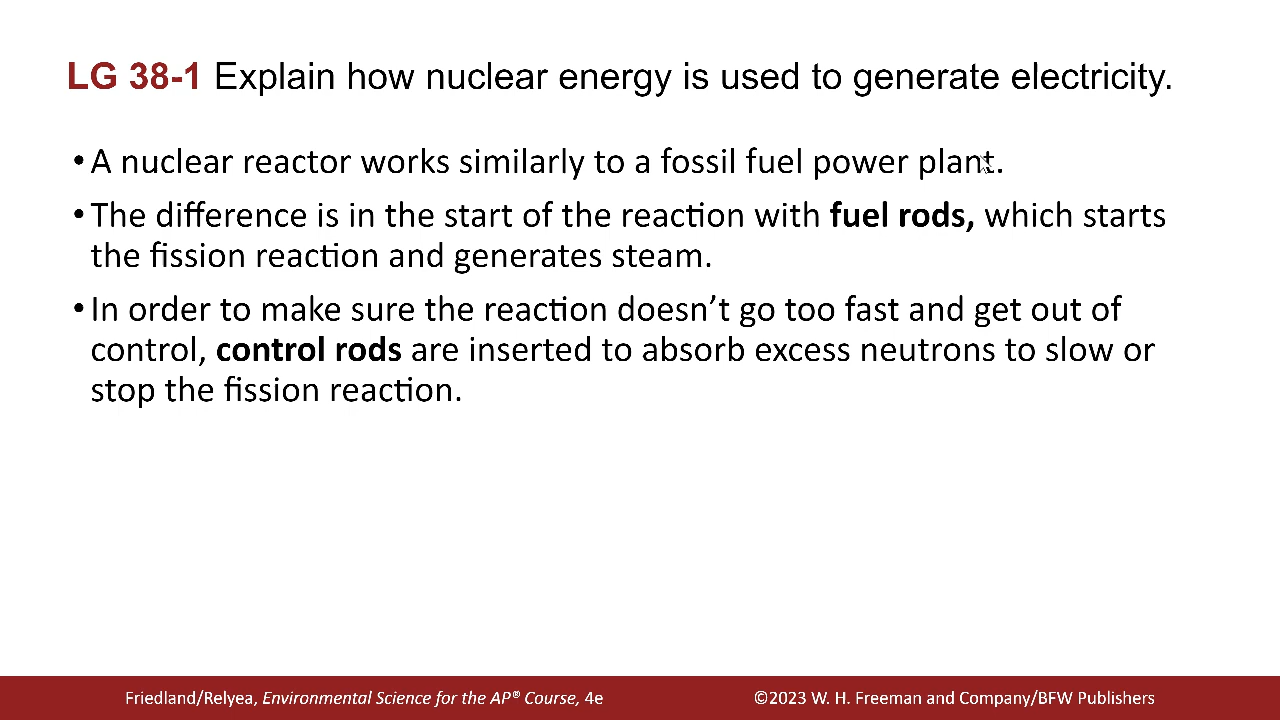 LG 38-1 Explain how nuclear energy is used to generate electricity.
• A nuclear reactor works similarly to a fossil fuel power plant.
• The difference is in the start of the reaction with fuel rods, which starts
the fission reaction and generates steam.
• In order to make sure the reaction doesn’t go too fast and get out of
control, control rods are inserted to absorb excess neutrons to slow or
stop the fission reaction.
Friedland/Relyea, Environmental Science for the AP® Course, 4e
©2023 W. H. Freeman and Company/BFW Publishers